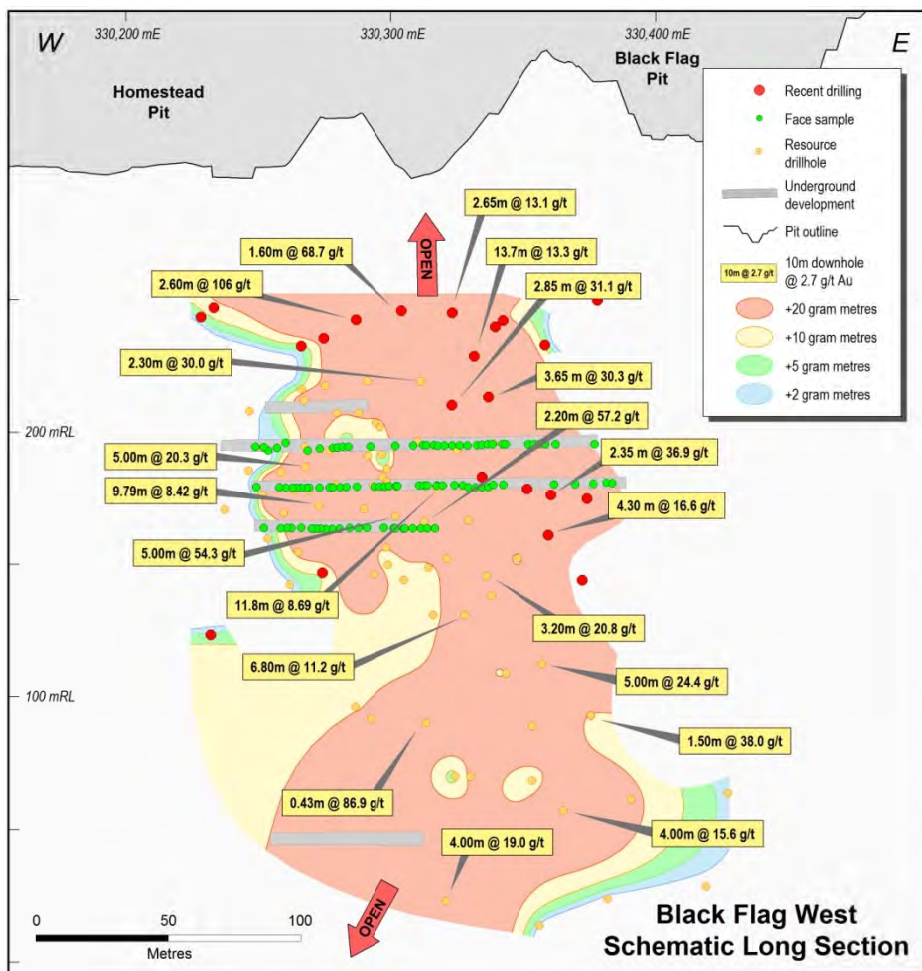 330,200 mE
330,300 mE
330,400 mE
W
E
Homestead
Pit
Black Flag
Pit
Recent drilling
Face sample
Resource
drillhole
Underground
development
Pit outline
10m @ 2.7 g/t
10m downhole
@ 2.7 g/t Au
+20 gram metres
+10 gram metres
+5 gram metres
+2 gram metres
OPEN
2.65m @ 13.1 g/t
1.60m @ 68.7 g/t
13.7m @ 13.3 g/t
2.60m @ 106 g/t
2.85 m @ 31.1 g/t
2.30m @ 30.0 g/t
3.65 m @ 30.3 g/t
2.20m @ 57.2 g/t
200 mRL
5.00m @ 20.3 g/t
2.35 m @ 36.9 g/t
9.79m @ 8.42 g/t
4.30 m @ 16.6 g/t
5.00m @ 54.3 g/t
11.8m @ 8.69 g/t
3.20m @ 20.8 g/t
6.80m @ 11.2 g/t
5.00m @ 24.4 g/t
100 mRL
1.50m @ 38.0 g/t
0.43m @ 86.9 g/t
4.00m @ 15.6 g/t
4.00m @ 19.0 g/t
OPEN
0
50
100
Metres
Black Flag West
Schematic Long Section